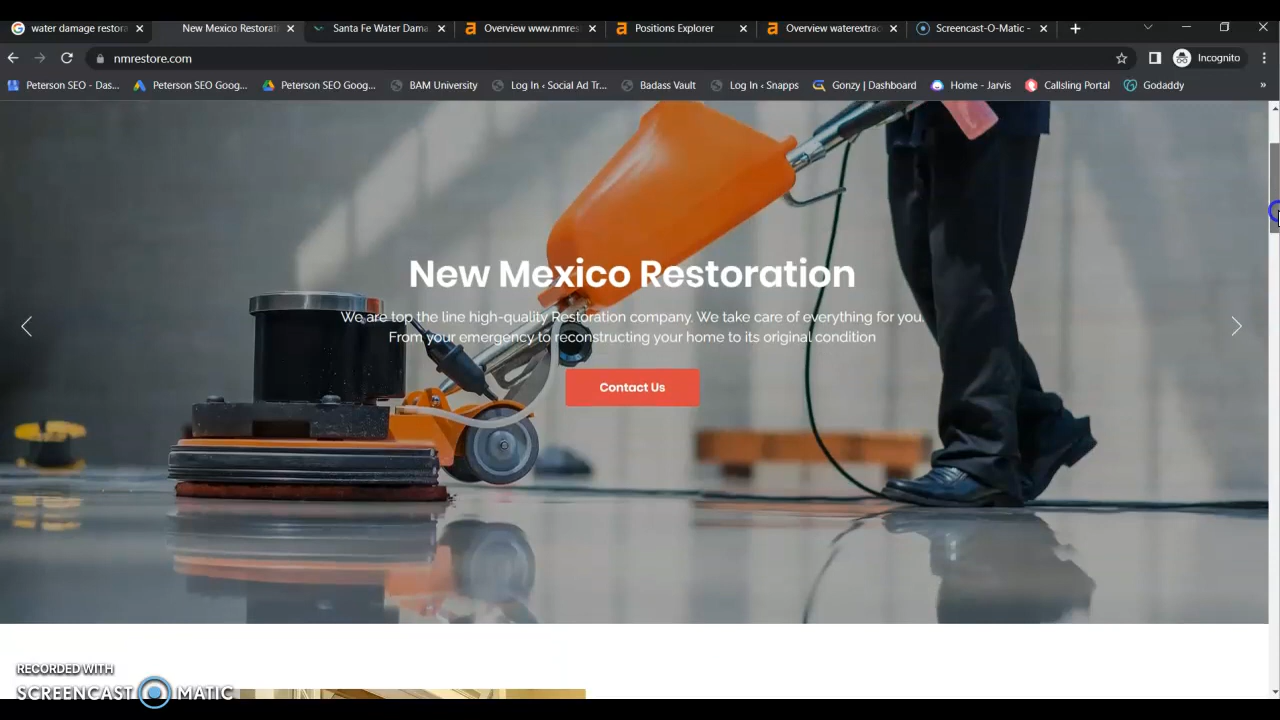 water damage restora
New Mexico Restorati
Santa Fe Water Dama
Overview www.nmres
Positions Explorer
Overview waterextrac
Screencast-O-Matic -
nmrestore.com
Incognito
Peterson SEO - Das...
Peterson SEO Goog...
Peterson SEO Goog...
BAM University
Log In ‹ Social Ad Tr...
Badass Vault
Log In ‹ Snapps
Gonzy | Dashboard
Home - Jarvis
Callsling Portal
Godaddy
»
New Mexico Restoration
We are top the line high-quality Restoration company. We take care of everything for you.
From your emergency to reconstructing your home to its original condition
Contact Us
RECORDED WITH
SCREENCAST MATIC